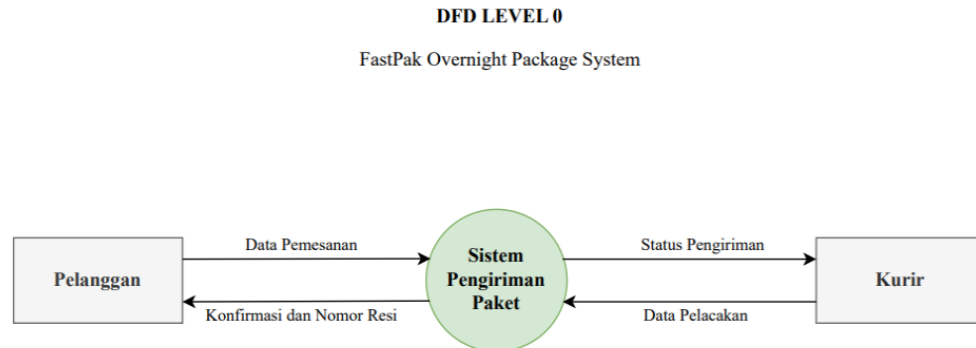 DFD LEVEL 0
FastPak Overnight Package System
Pelanggan
Data Pemesanan
Konfirmasi dan Nomor Resi
Sistem
Pengiriman
Paket
Status Pengiriman
Data Pelacakan
Kurir